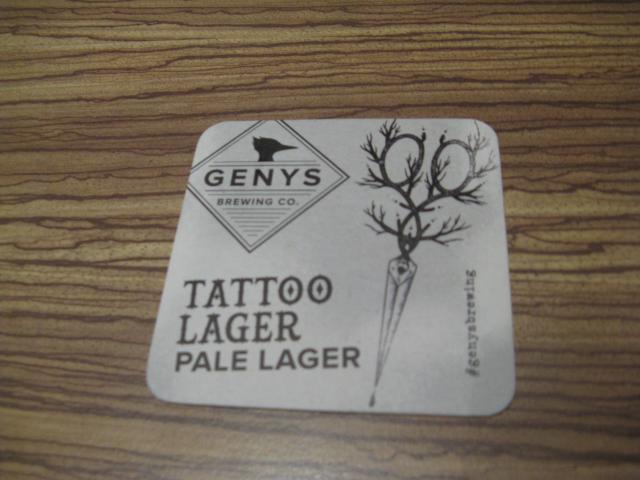 GENYS
BREWING CO.
TATTOO
LAGER
PALE LAGER
#genysbrewing